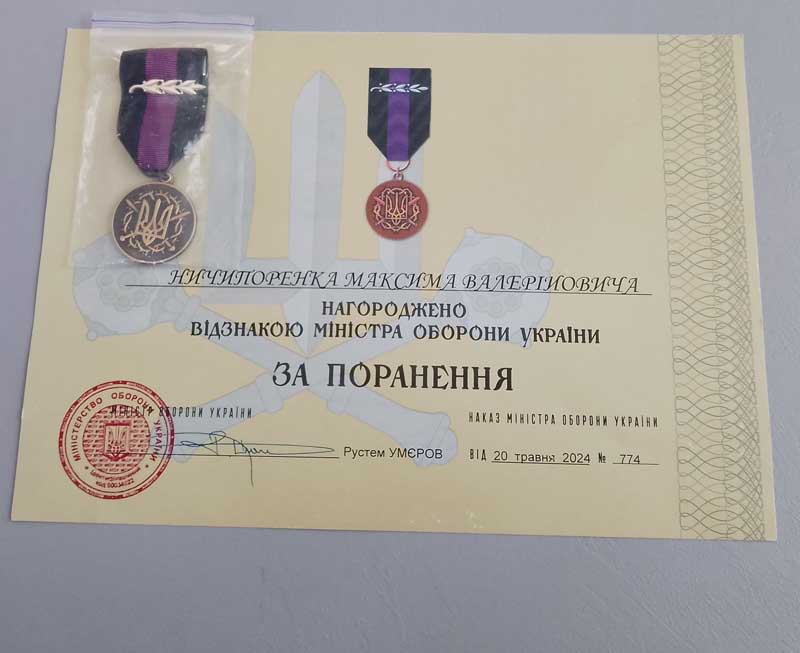 НИЧИПОРЕНКА МАКСИМА ВАЛЕРІЙОВИЧА
НАГОРОДЖЕНО
ВІДЗНАКОЮ МІНІСТРА ОБОРОНИ УКРАЇНИ
ЗА ПОРАНЕННЯ
МІНІСТР ОБОРОНИ УКРАЇНИ
НАКАЗ МІНІСТРА ОБОРОНИ УКРАЇНИ
Рустем УМЄРОВ
ВІД 20 травня 2024 № 774
МІНІСТЕРСТВО ОБОРОНИ УКРАЇНИ